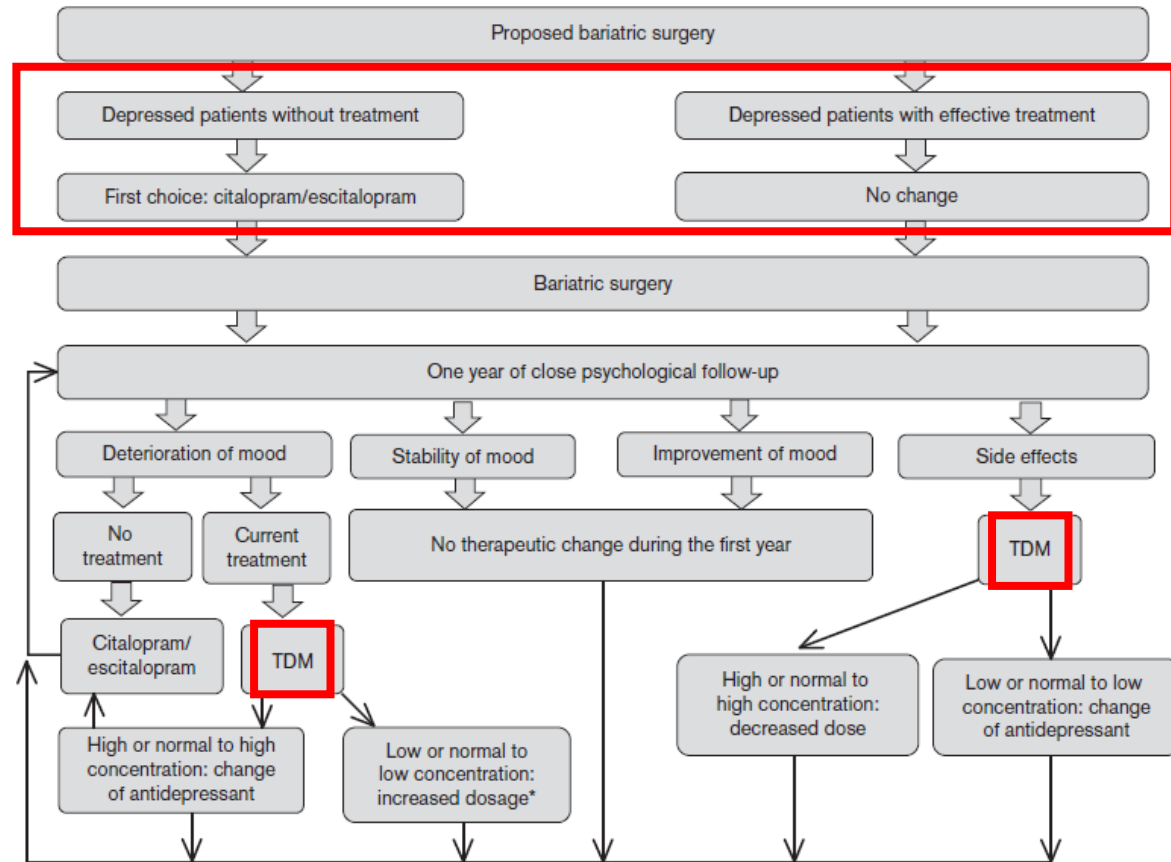 Proposed bariatric surgery
Depressed patients without treatment
Depressed patients with effective treatment
First choice: citalopram/escitalopram
No change
Bariatric surgery
One year of close psychological follow-up
Deterioration of mood
Stability of mood
Improvement of mood
Side effects
No
treatment
Current
treatment
No therapeutic change during the first year
TDM
Citalopram/
escitalopram
TDM
High or normal to
high concentration:
decreased dose
Low or normal to low
concentration: change
of antidepressant
High or normal to high
concentration: change
of antidepressant
Low or normal to
low concentration:
increased dosage*